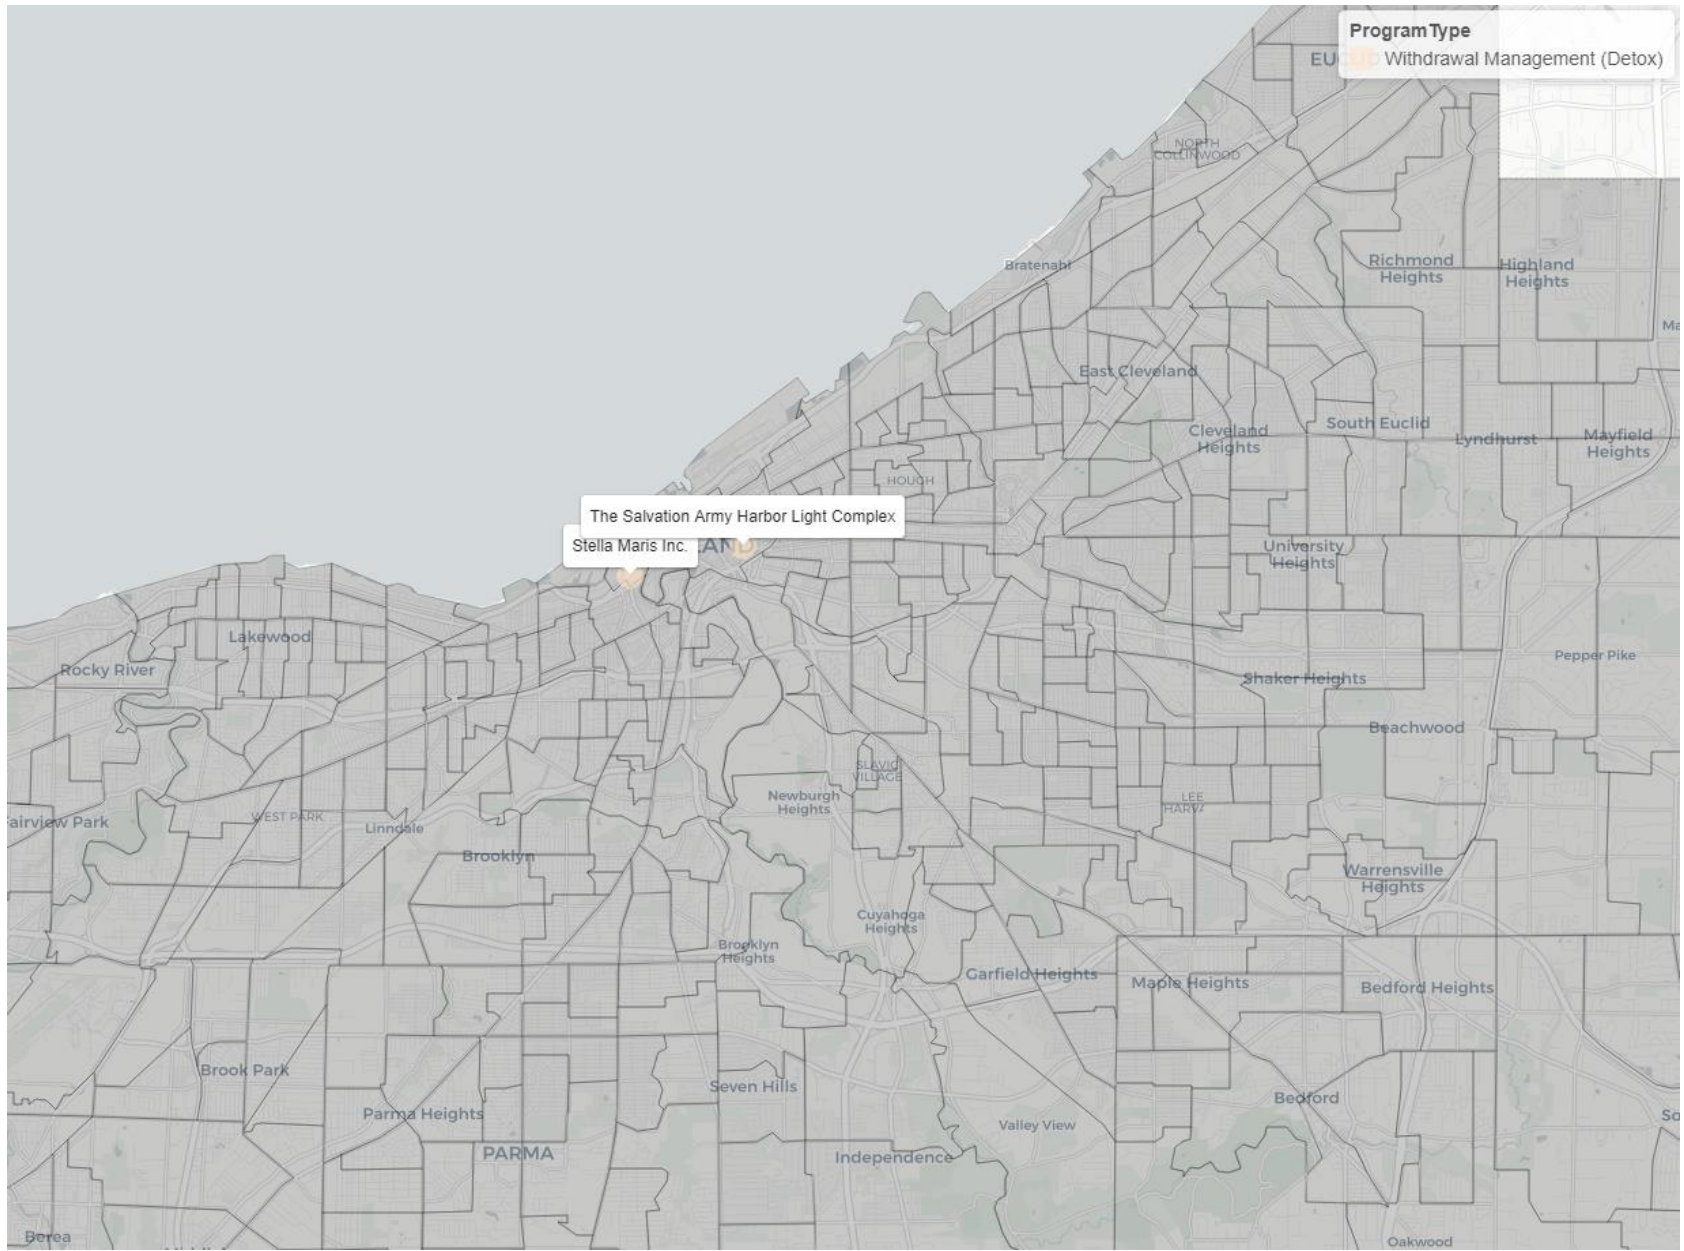 ProgramType
Withdrawal Management (Detox)
NORTH
COLLINWOOD
Bratenahl
Richmond
Heights
Highland
Heights
East Cleveland
Cleveland
Heights
South Euclid
Lyndhurst
Mayfield
Heights
HOUGH
The Salvation Army Harbor Light Complex
Stella Maris Inc.
University
Heights
Lakewood
Rocky River
Pepper Pike
Shaker Heights
Beachwood
SLAVIC
VILLAGE
Newburgh
Heights
LEE
WEST PARK
Linndale
Fairview Park
Brooklyn
Warrensville
Heights
Cuyahoga
Heights
Brooklyn
Heights
Garfield Heights
Maple Heights
Bedford Heights
Brook Park
Seven Hills
Parma Heights
Bedford
Valley View
PARMA
Independence
Berea
Oakwood